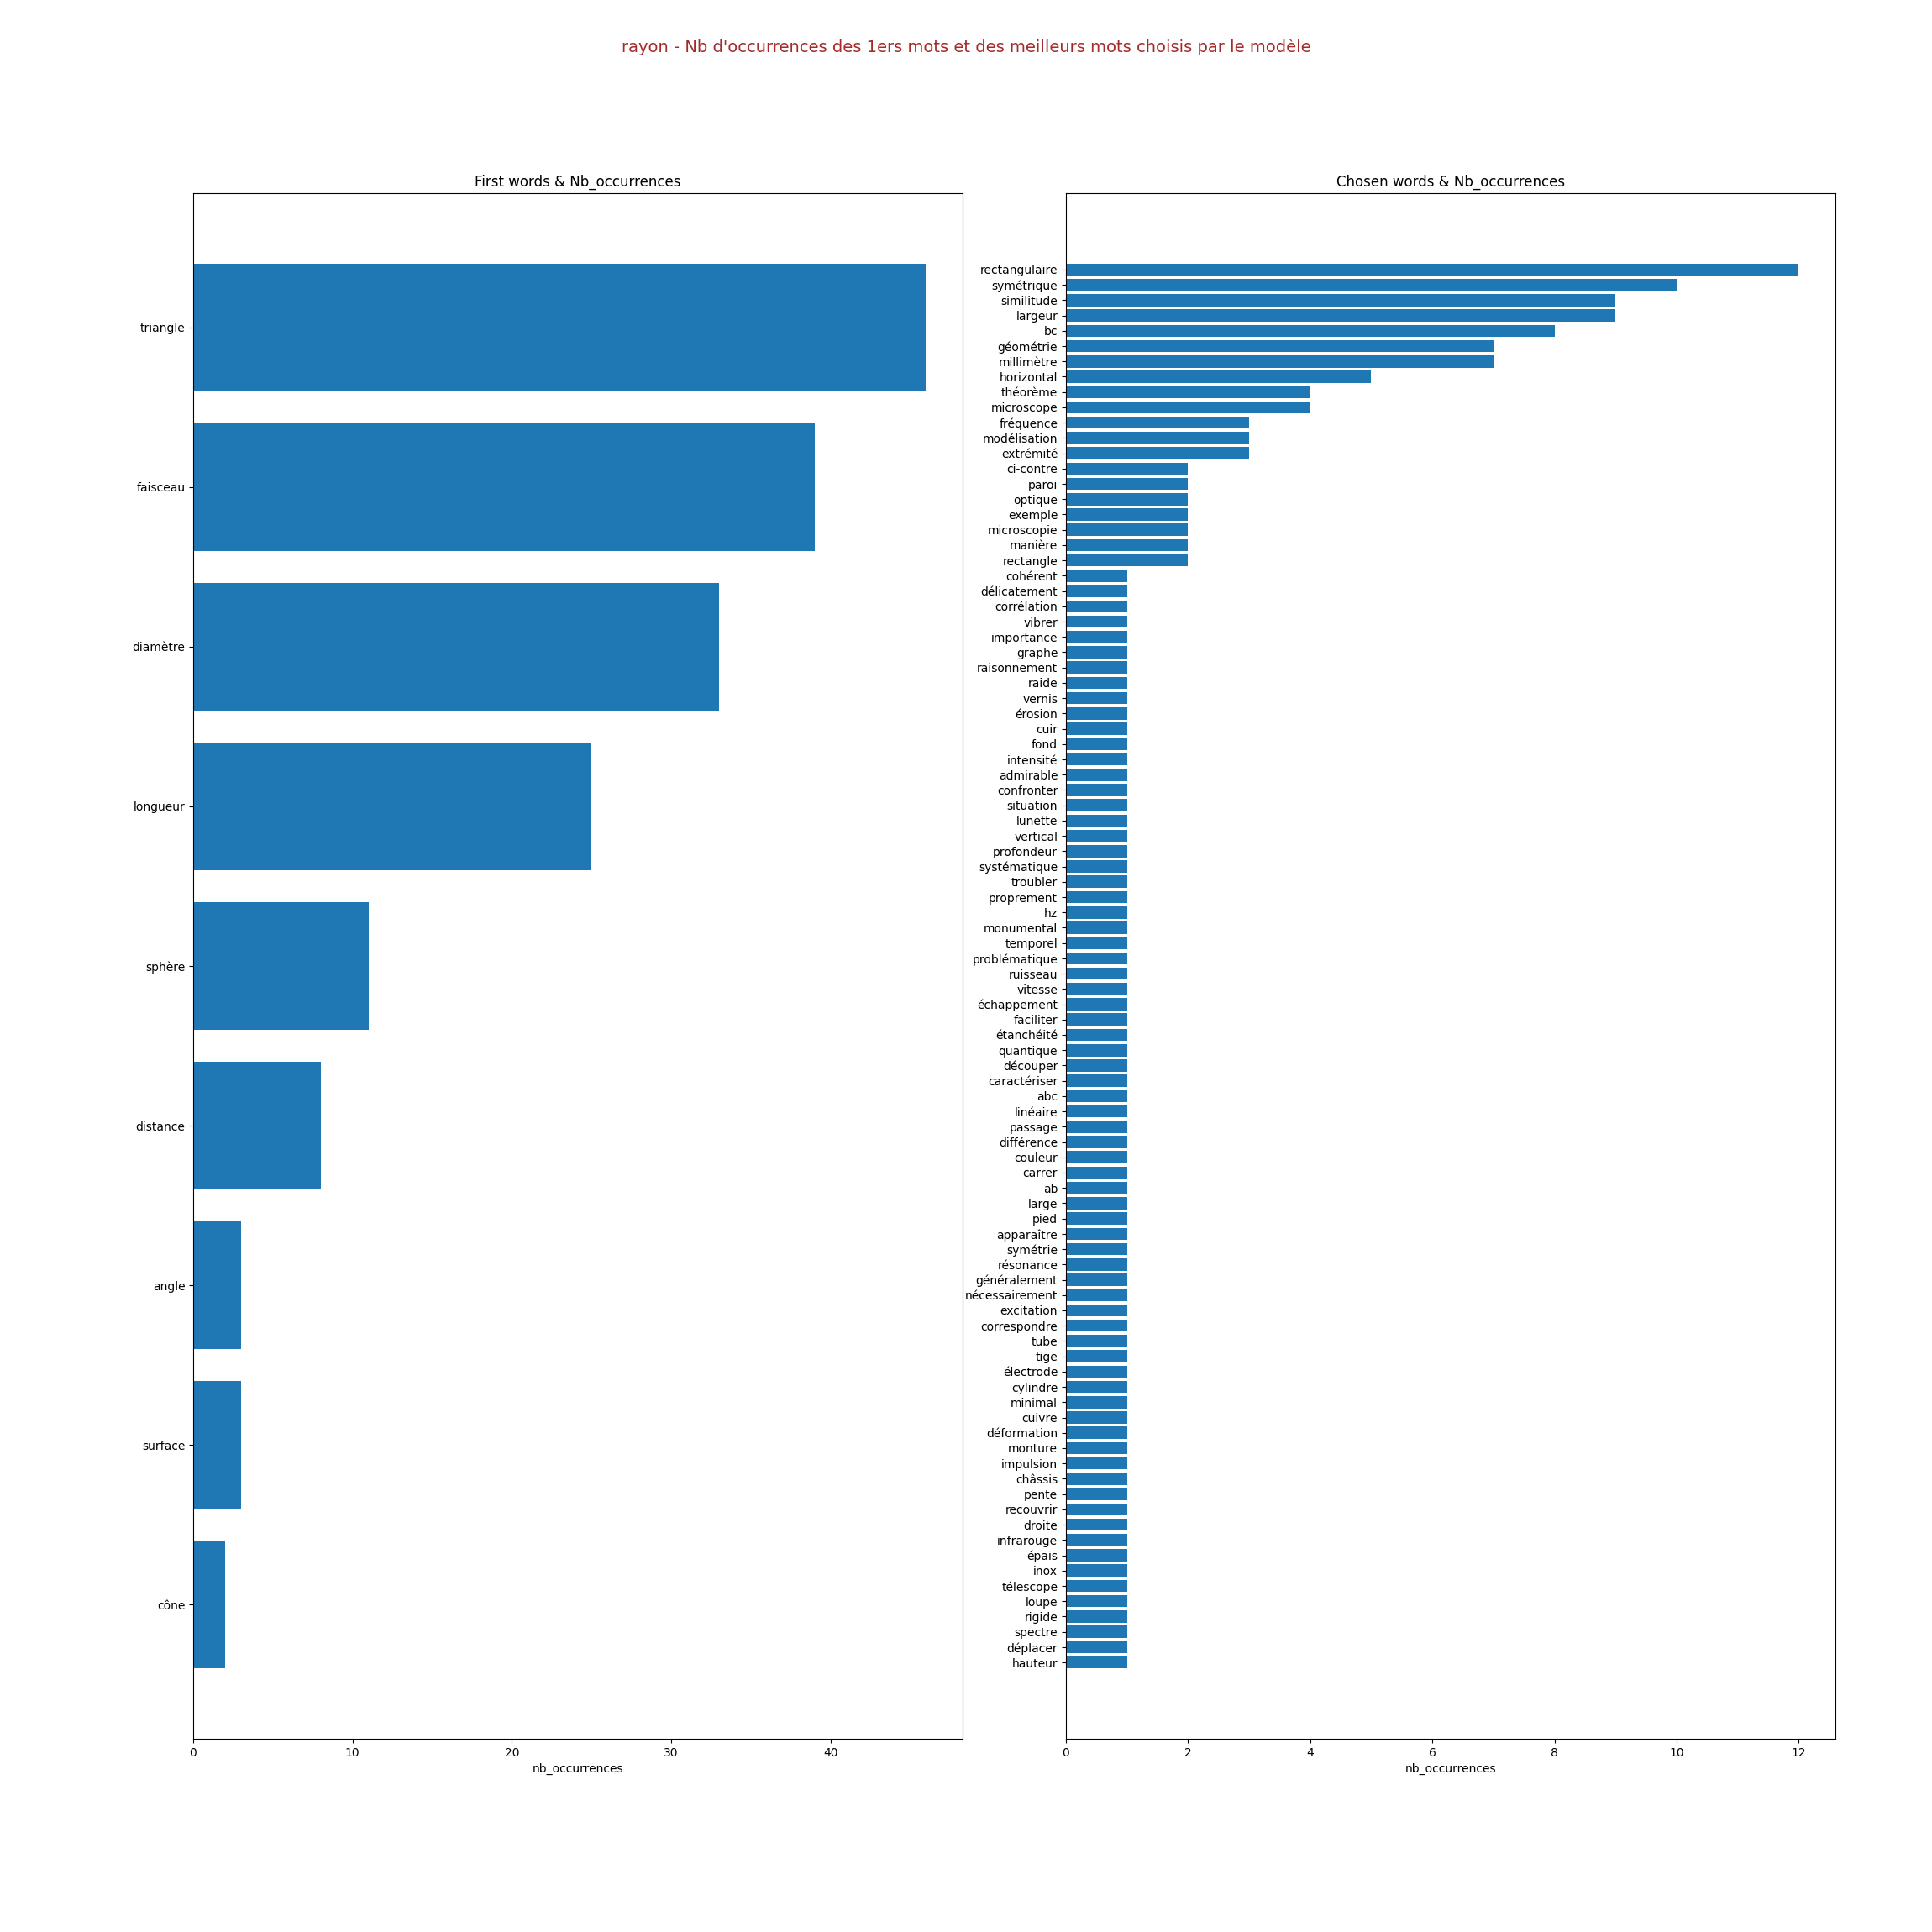 rayon - Nb d'occurrences des 1ers mots et des meilleurs mots choisis par le modèle
First words & Nb_occurrences
triangle
faisceau
diamètre
longueur
sphère
distance
angle
surface
cône
0 10 20 30 40
nb_occurrences
Chosen words & Nb_occurrences
rectangulaire
symétrique
similitude
largeur
bc
géométrie
millimètre
horizontal
théorème
microscope
fréquence
modélisation
extrémité
ci-contre
paroi
optique
exemple
microscopie
manière
rectangle
cohérent
délicatement
corrélation
vibrer
importance
graphe
raisonnement
raide
vernis
érosion
cuir
fond
intensité
admirable
confronter
situation
lunette
vertical
profondeur
systématique
troubler
proprement
hz
monumental
temporel
problématique
ruisseau
vitesse
échappement
faciliter
étanchéité
quantique
découper
caractériser
abc
linéaire
passage
différence
couleur
carrer
ab
large
pied
apparaître
symétrie
résonance
généralement
nécessairement
excitation
correspondre
tube
tige
électrode
cylindre
minimal
cuivre
déformation
monture
impulsion
châssis
pente
recouvrir
droite
infrarouge
épais
inox
télescope
loupe
rigide
spectre
déplacer
hauteur
0 2 4 6 8 10 12
nb_occurrences